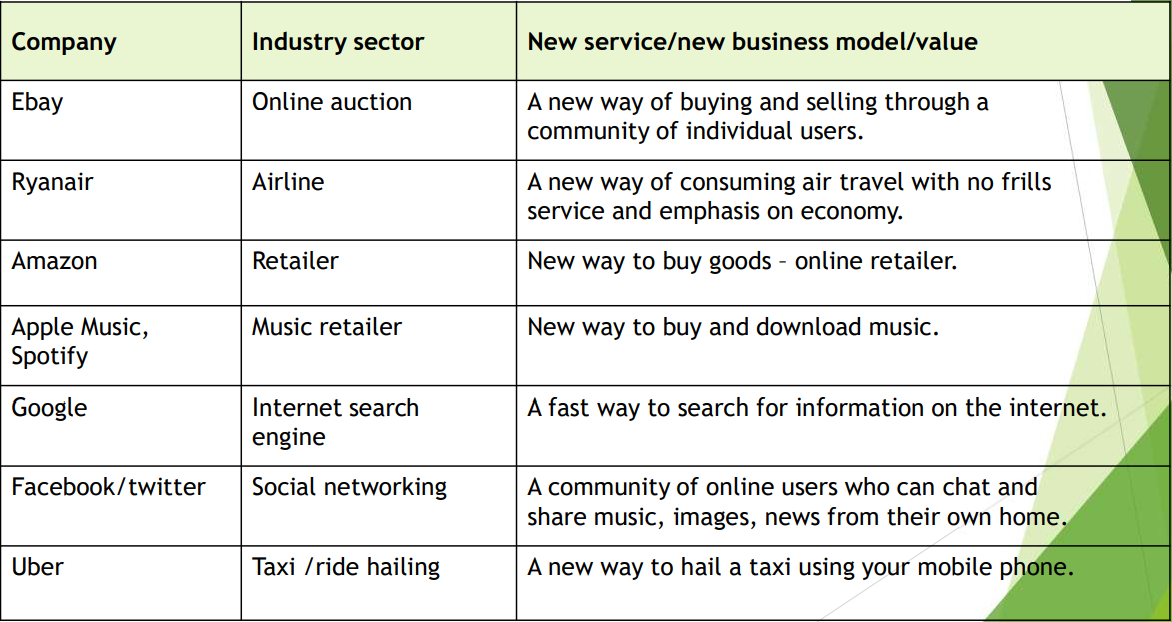 Company Industry sector New service/new business model/value
Ebay Online auction A new way of buying and selling through a
community of individual users.
Ryanair Airline A new way of consuming air travel with no frills
service and emphasis on economy.
Amazon Retailer New way to buy goods – online retailer.
Apple Music, Music retailer New way to buy and download music.
Spotify
Google Internet search A fast way to search for information on the internet.
engine
Facebook/twitter Social networking A community of online users who can chat and
share music, images, news from their own home.
Uber Taxi /ride hailing A new way to hail a taxi using your mobile phone.